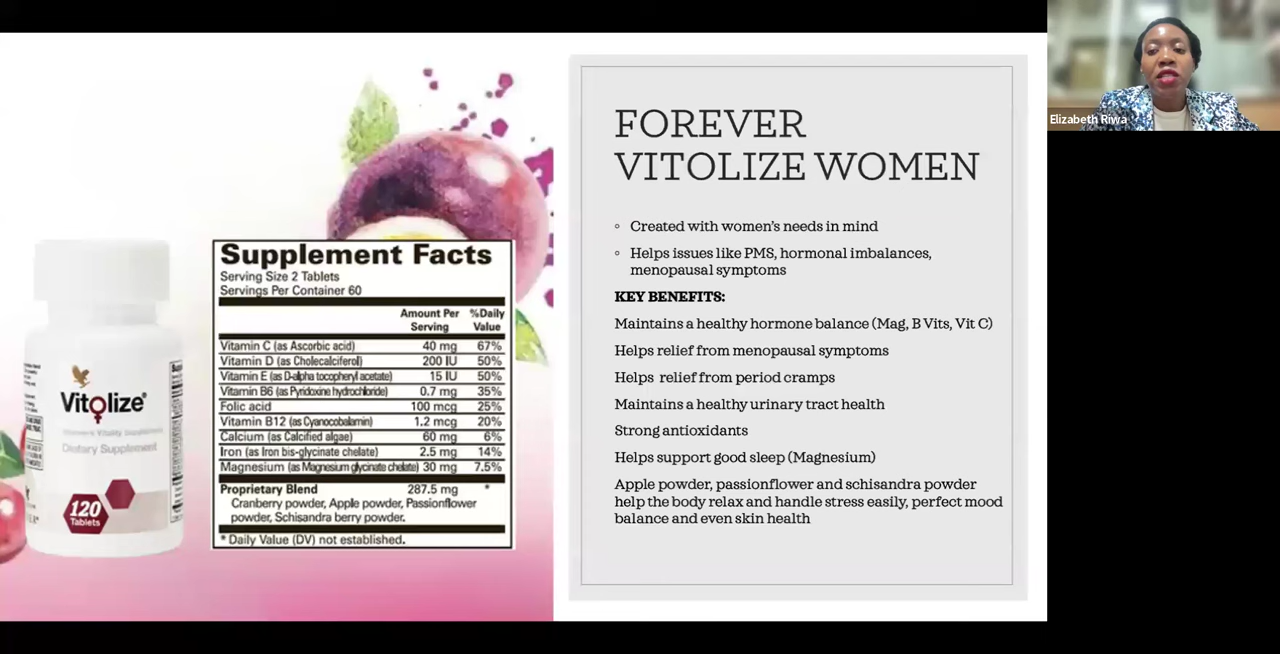 FOREVER
VITOLIZE WOMEN
◦ Created with women's needs in mind
◦ Helps issues like PMS, hormonal imbalances,
menopausal symptoms
KEY BENEFITS:
Maintains a healthy hormone balance (Mag, B Vits, Vit C)
Helps relief from menopausal symptoms
Helps  relief from period cramps
Maintains a healthy urinary tract health
Strong antioxidants
Helps support good sleep (Magnesium)
Apple powder, passionflower and schisandra powder
help the body relax and handle stress easily, perfect mood
balance and even skin health
Supplement Facts
Serving Size 2 Tablets
Servings Per Container 60
Amount Per Serving %Daily Value
Vitamin C (as Ascorbic acid) 40 mg 67%
Vitamin D (as Cholecalciferol) 200 IU 50%
Vitamin E (as D-alpha tocopheryl acetate) 15 IU 50%
Vitamin B6 (as Pyridoxine hydrochloride) 0.7 mg 35%
Folic acid 100 mcg 25%
Vitamin B12 (as Cyanocobalamin) 1.2 mcg 20%
Calcium (as Calcified algae) 60 mg 6%
Iron (as Iron bis-glycinate chelate) 2.5 mg 14%
Magnesium (as Magnesium glycinate chelate) 30 mg 7.5%
Proprietary Blend 287.5 mg *
Cranberry powder, Apple powder, Passionflower
powder, Schisandra berry powder.
* Daily Value (DV) not established.
Vitolize®
Women's Vitality Supplement
Dietary Supplement
120
Tablets
Elizabeth Riwa